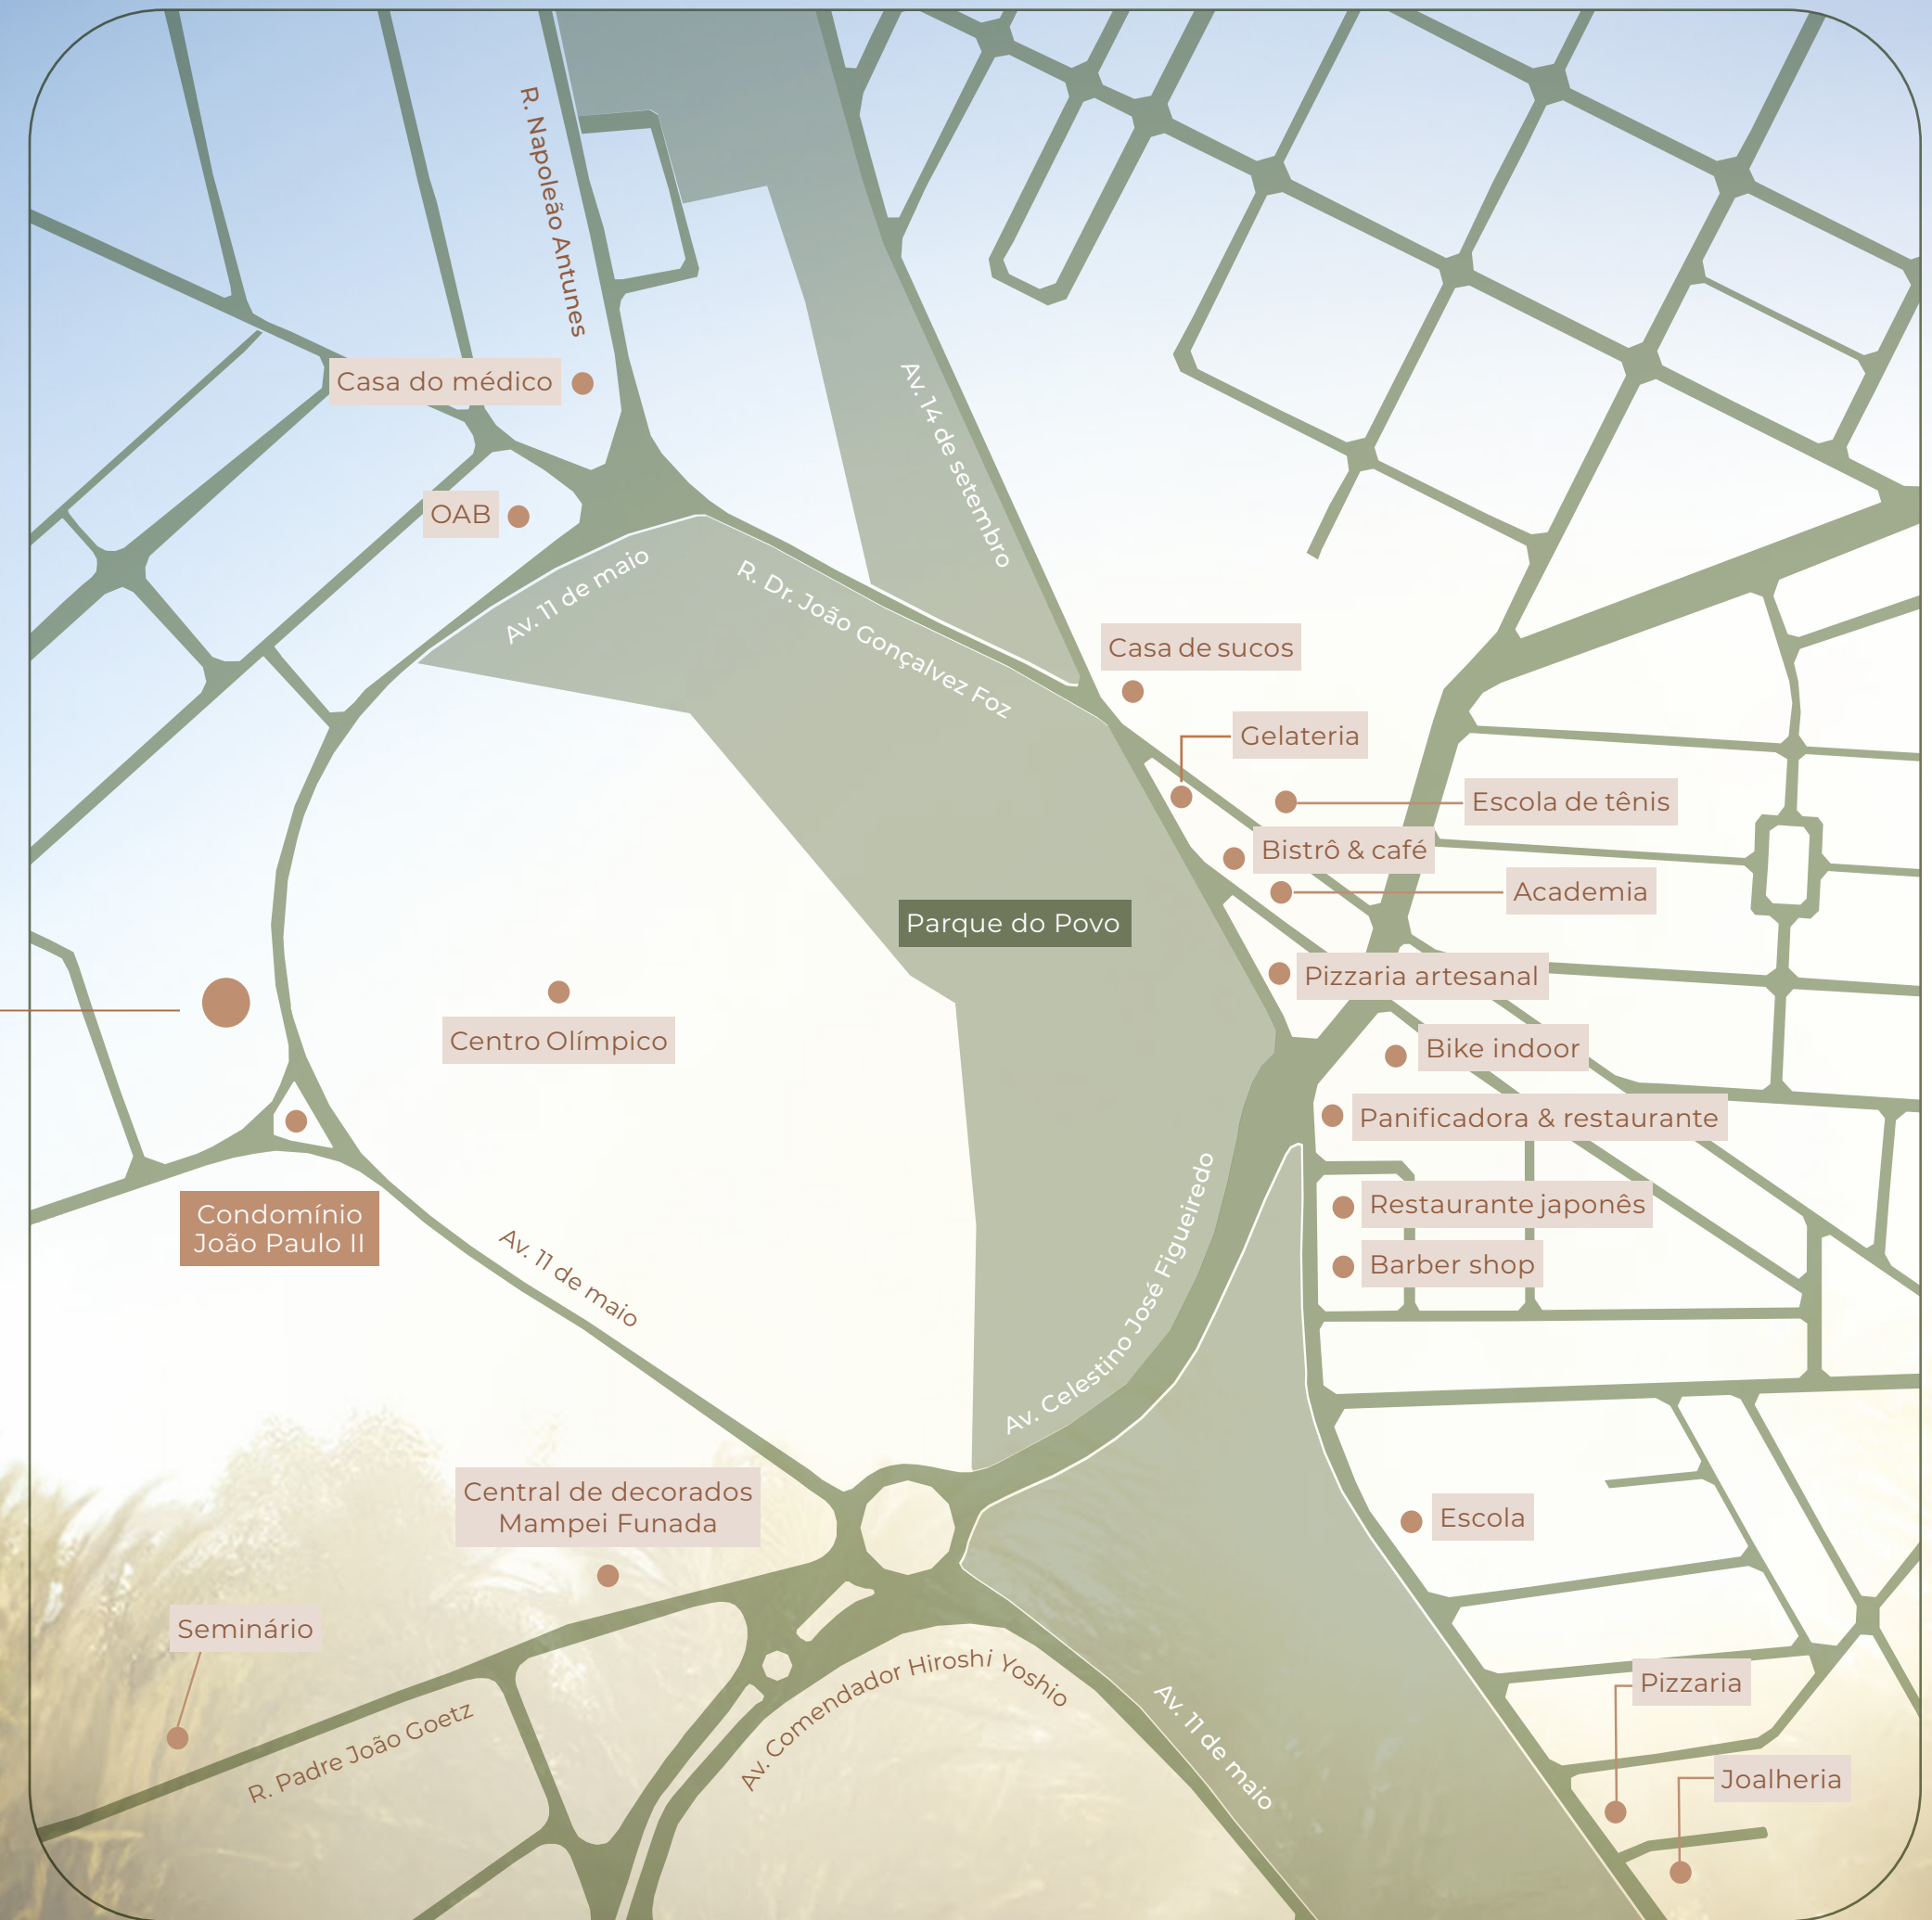 R. Napoleão Antunes
Casa do médico
Av. 14 de setembro
OAB
Av. 11 de maio
R. Dr. João Gonçalvez Foz
Casa de sucos
Gelateria
Escola de tênis
Bistrô & café
Academia
Parque do Povo
Pizzaria artesanal
Centro Olímpico
Bike indoor
Panificadora & restaurante
Condomínio
João Paulo II
Restaurante japonês
Av. 11 de maio
Av. Celestino José Figueiredo
Barber shop
Central de decorados
Mampei Funada
Escola
Seminário
Av. Comendador Hiroshi Yoshio
Pizzaria
R. Padre João Goetz
Av. 11 de maio
Joalheria